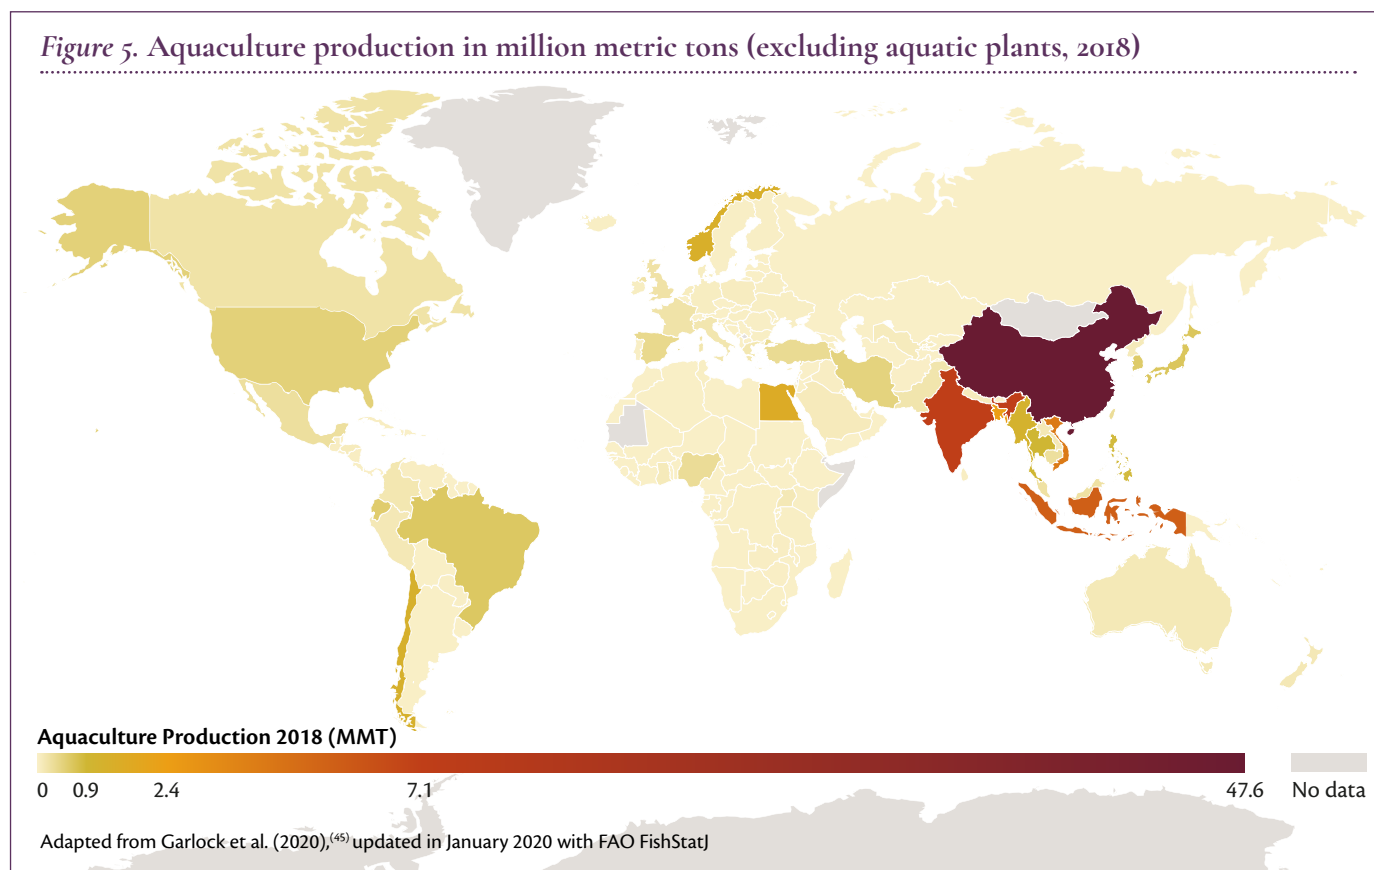 Figure 5. Aquaculture production in million metric tons (excluding aquatic plants, 2018)
Aquaculture Production 2018 (MMT)
0 0.9 2.4 7.1 47.6 No data
Adapted from Garlock et al. (2020),(45) updated in January 2020 with FAO FishStatJ